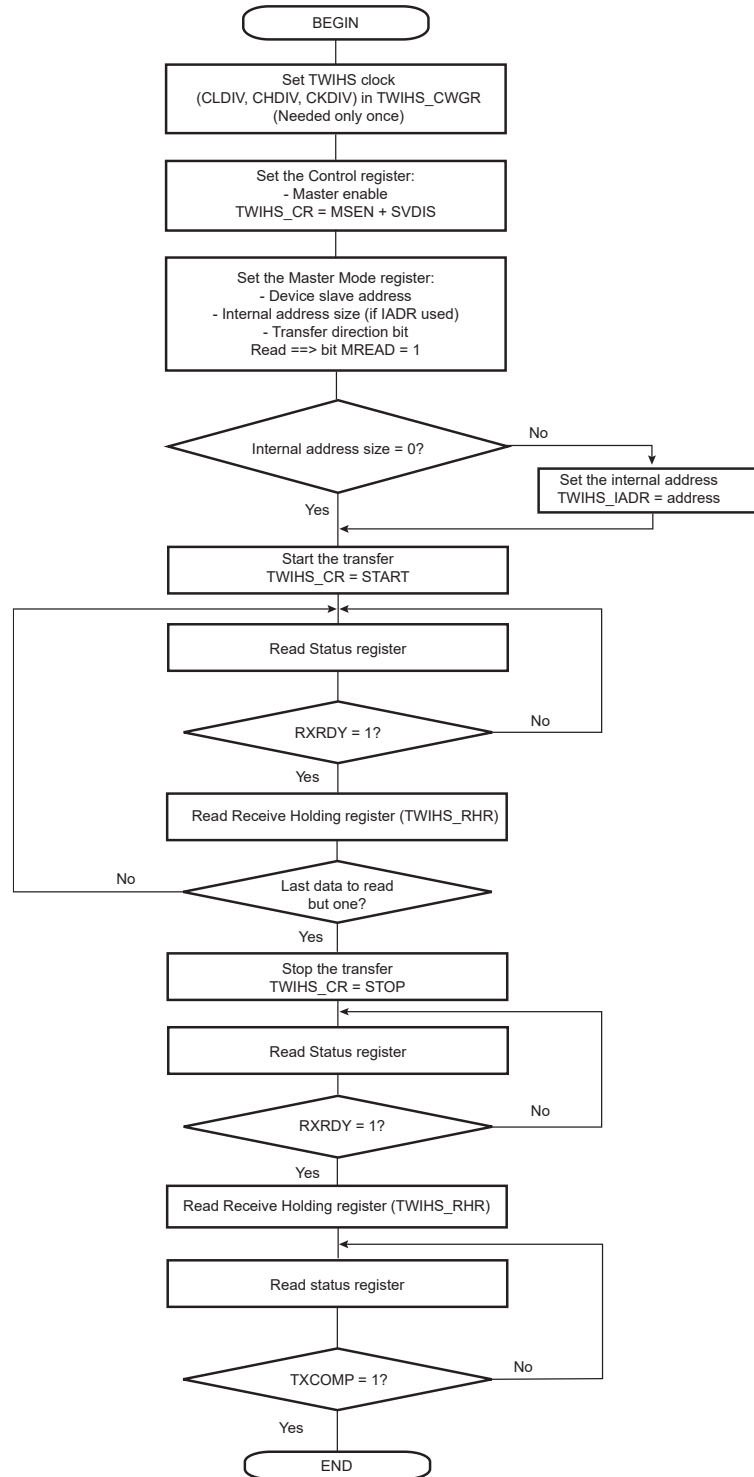 BEGIN
Set TWIHS clock
(CLDIV, CHDIV, CKDIV) in TWIHS_CWGR
(Needed only once)
Set the Control register:
- Master enable
TWIHS_CR = MSEN + SVDIS
Set the Master Mode register:
- Device slave address
- Internal address size (if IADR used)
- Transfer direction bit
Read ==> bit MREAD = 1
Internal address size = 0?
No
Set the internal address
TWIHS_IADR = address
Yes
Start the transfer
TWIHS_CR = START
Read Status register
RXRDY = 1?
No
Yes
Read Receive Holding register (TWIHS_RHR)
No
Last data to read
but one?
Yes
Stop the transfer
TWIHS_CR = STOP
Read Status register
RXRDY = 1?
No
Yes
Read Receive Holding register (TWIHS_RHR)
Read status register
TXCOMP = 1?
No
Yes
END